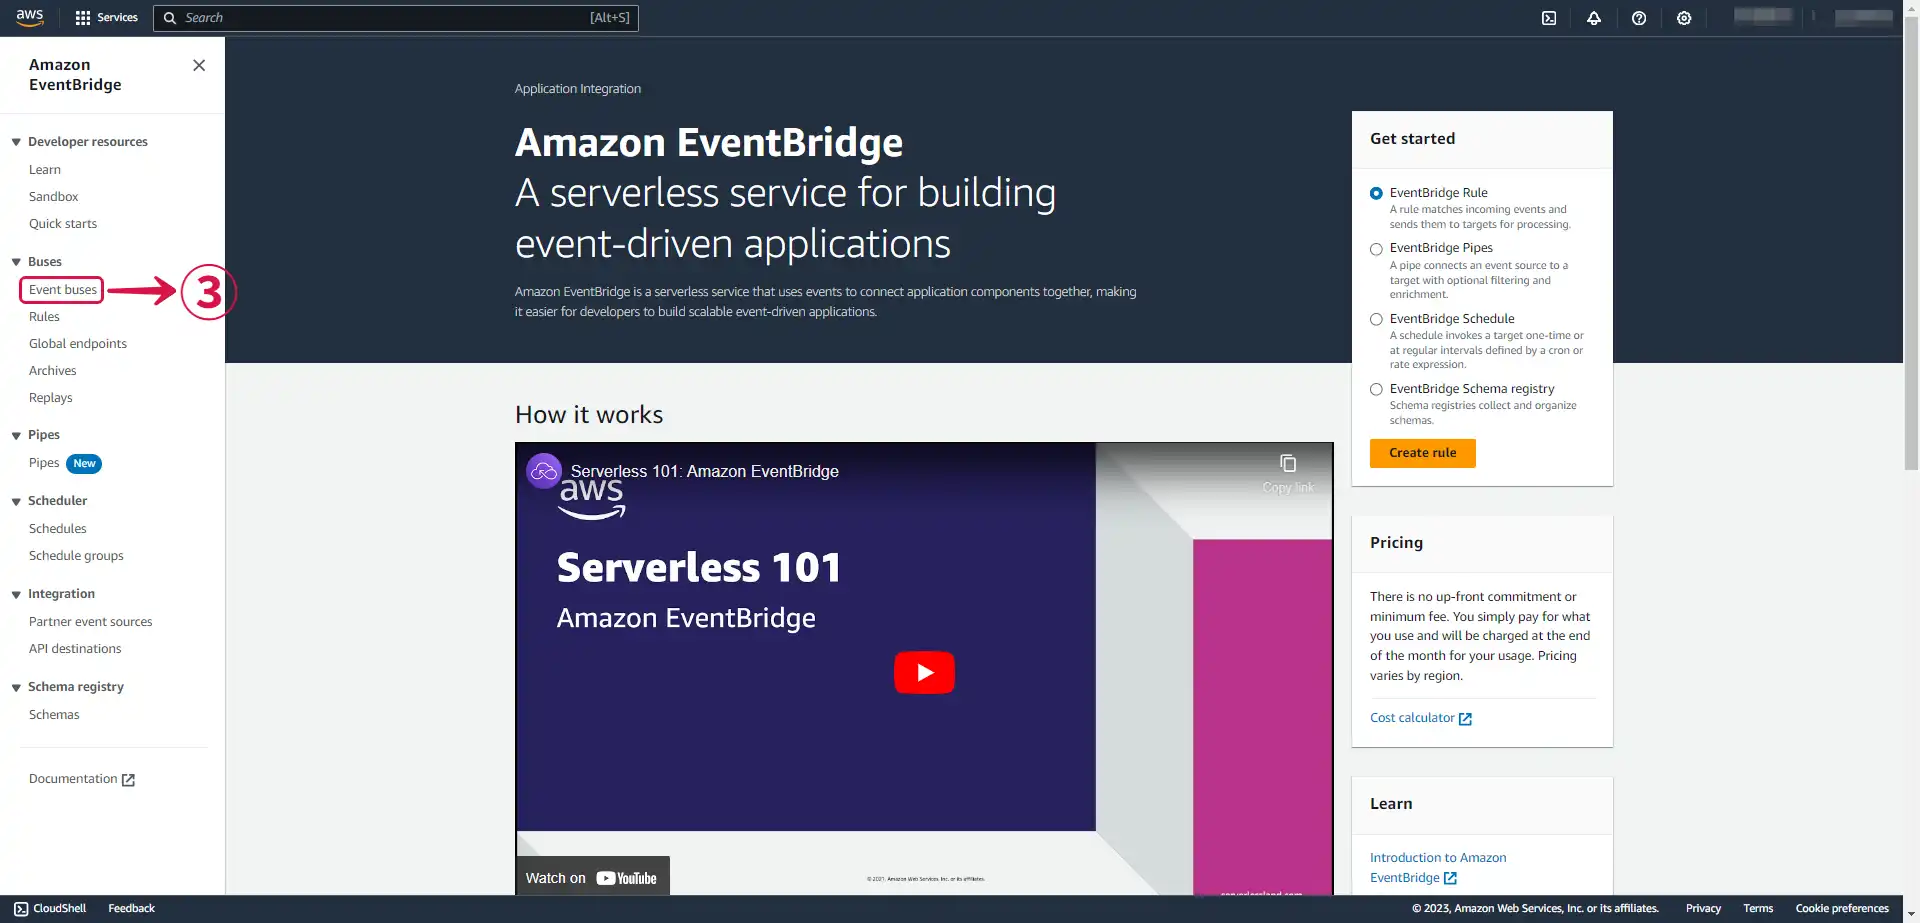 aws
Services
Search
[Alt+S]
Amazon
EventBridge
Developer resources
Learn
Sandbox
Quick starts
Buses
Event buses
3
Rules
Global endpoints
Archives
Replays
Pipes
Pipes New
Scheduler
Schedules
Schedule groups
Integration
Partner event sources
API destinations
Schema registry
Schemas
Documentation
Application Integration
Amazon EventBridge
A serverless service for building
event-driven applications
Amazon EventBridge is a serverless service that uses events to connect application components together, making
it easier for developers to build scalable event-driven applications.
How it works
Serverless 101: Amazon EventBridge
Copy link
aws
Serverless 101
Amazon EventBridge
Watch on YouTube
© 2021, Amazon Web Services, Inc. or its affiliates.
serverlessland.com
Get started
EventBridge Rule
A rule matches incoming events and
sends them to targets for processing.
EventBridge Pipes
A pipe connects an event source to a
target with optional filtering and
enrichment.
EventBridge Schedule
A schedule invokes a target one-time or
at regular intervals defined by a cron or
rate expression.
EventBridge Schema registry
Schema registries collect and organize
schemas.
Create rule
Pricing
There is no up-front commitment or
minimum fee. You simply pay for what
you use and will be charged at the end
of the month for your usage. Pricing
varies by region.
Cost calculator
Learn
Introduction to Amazon
EventBridge
CloudShell
Feedback
© 2023, Amazon Web Services, Inc. or its affiliates.
Privacy
Terms
Cookie preferences